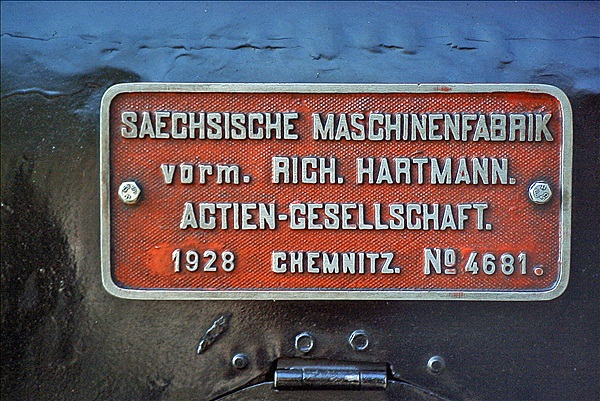 SAECHSISCHE MASCHINENFABRIK
vorm. RICH. HARTMANN.
ACTIEN-GESELLSCHAFT.
1928 CHEMNITZ. No 4681.